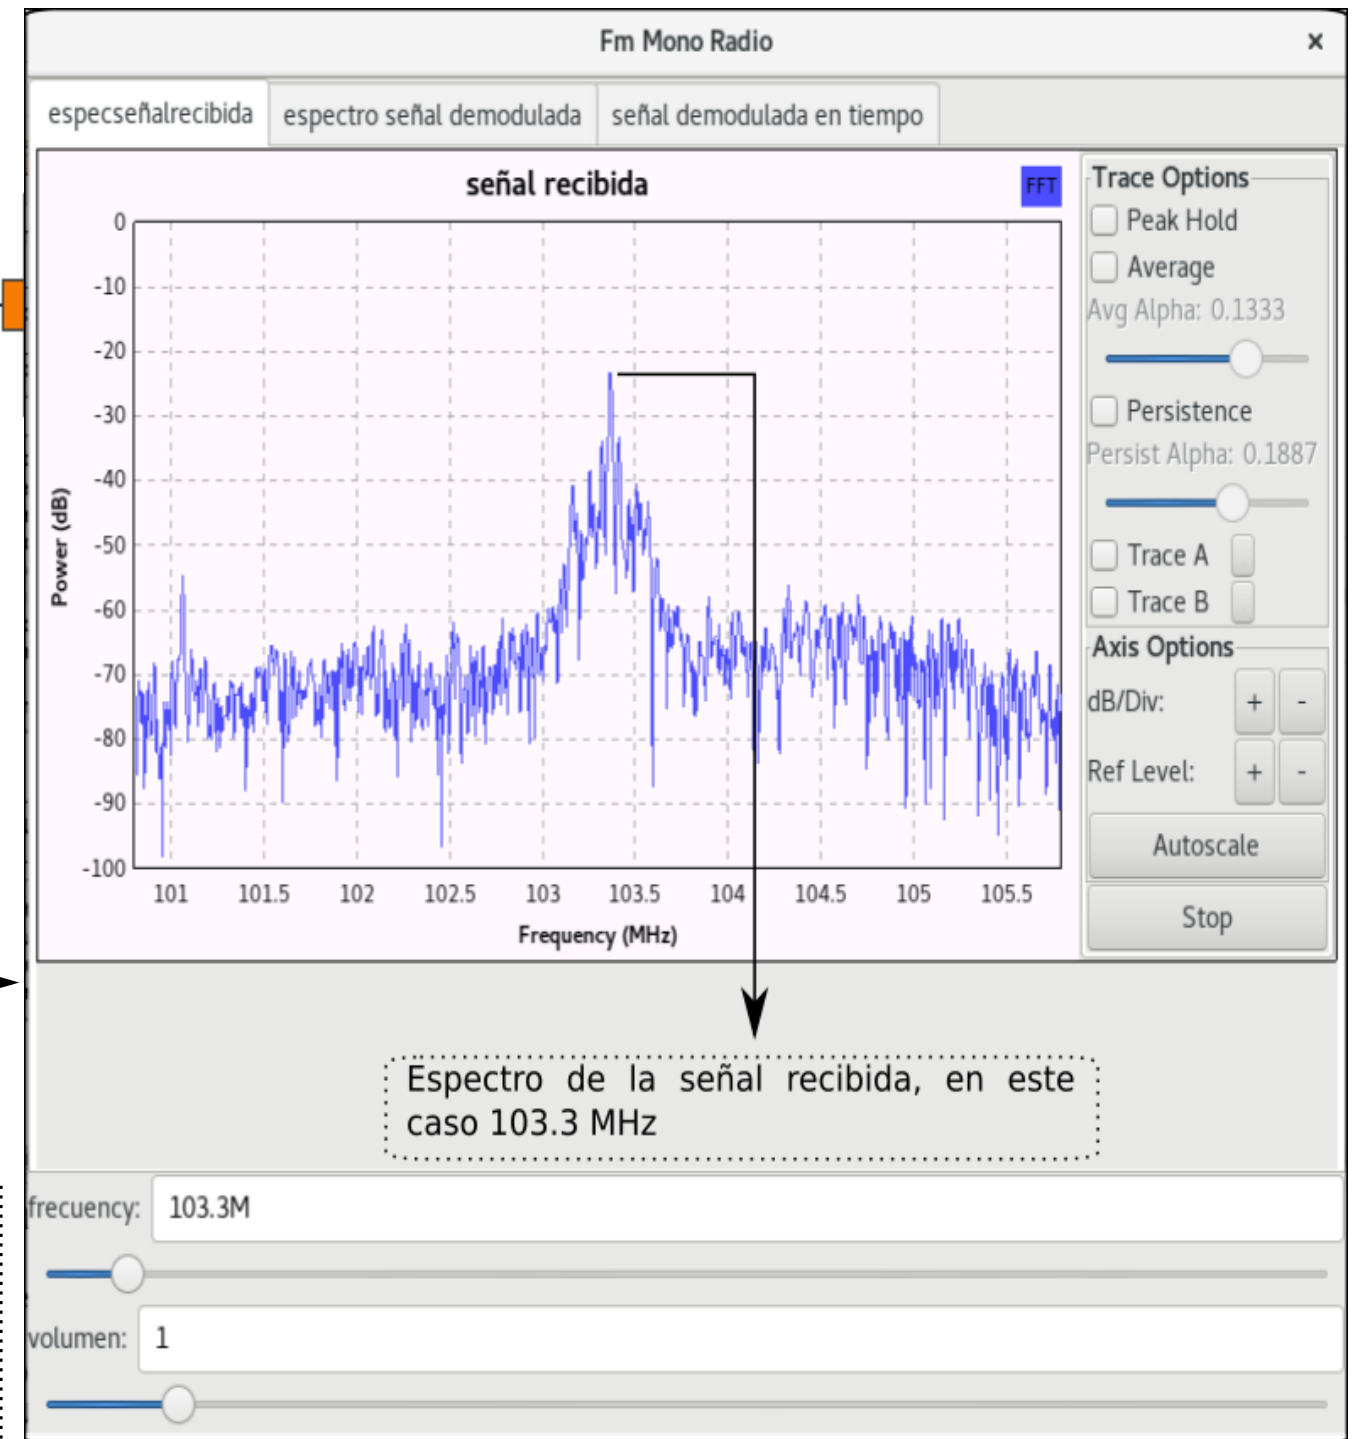 Fm Mono Radio ×
especseñalrecibida espectro señal demodulada señal demodulada en tiempo
señal recibida
FFT
0
-10
-20
-30
-40
-50
-60
-70
-80
-90
-100
Power (dB)
101 101.5 102 102.5 103 103.5 104 104.5 105 105.5
Frequency (MHz)
Trace Options
Peak Hold
Average
Avg Alpha: 0.1333
Persistence
Persist Alpha: 0.1887
Trace A
Trace B
Axis Options
dB/Div: + -
Ref Level: + -
Autoscale
Stop
Espectro de la señal recibida, en este
caso 103.3 MHz
frecuency: 103.3M
volumen: 1